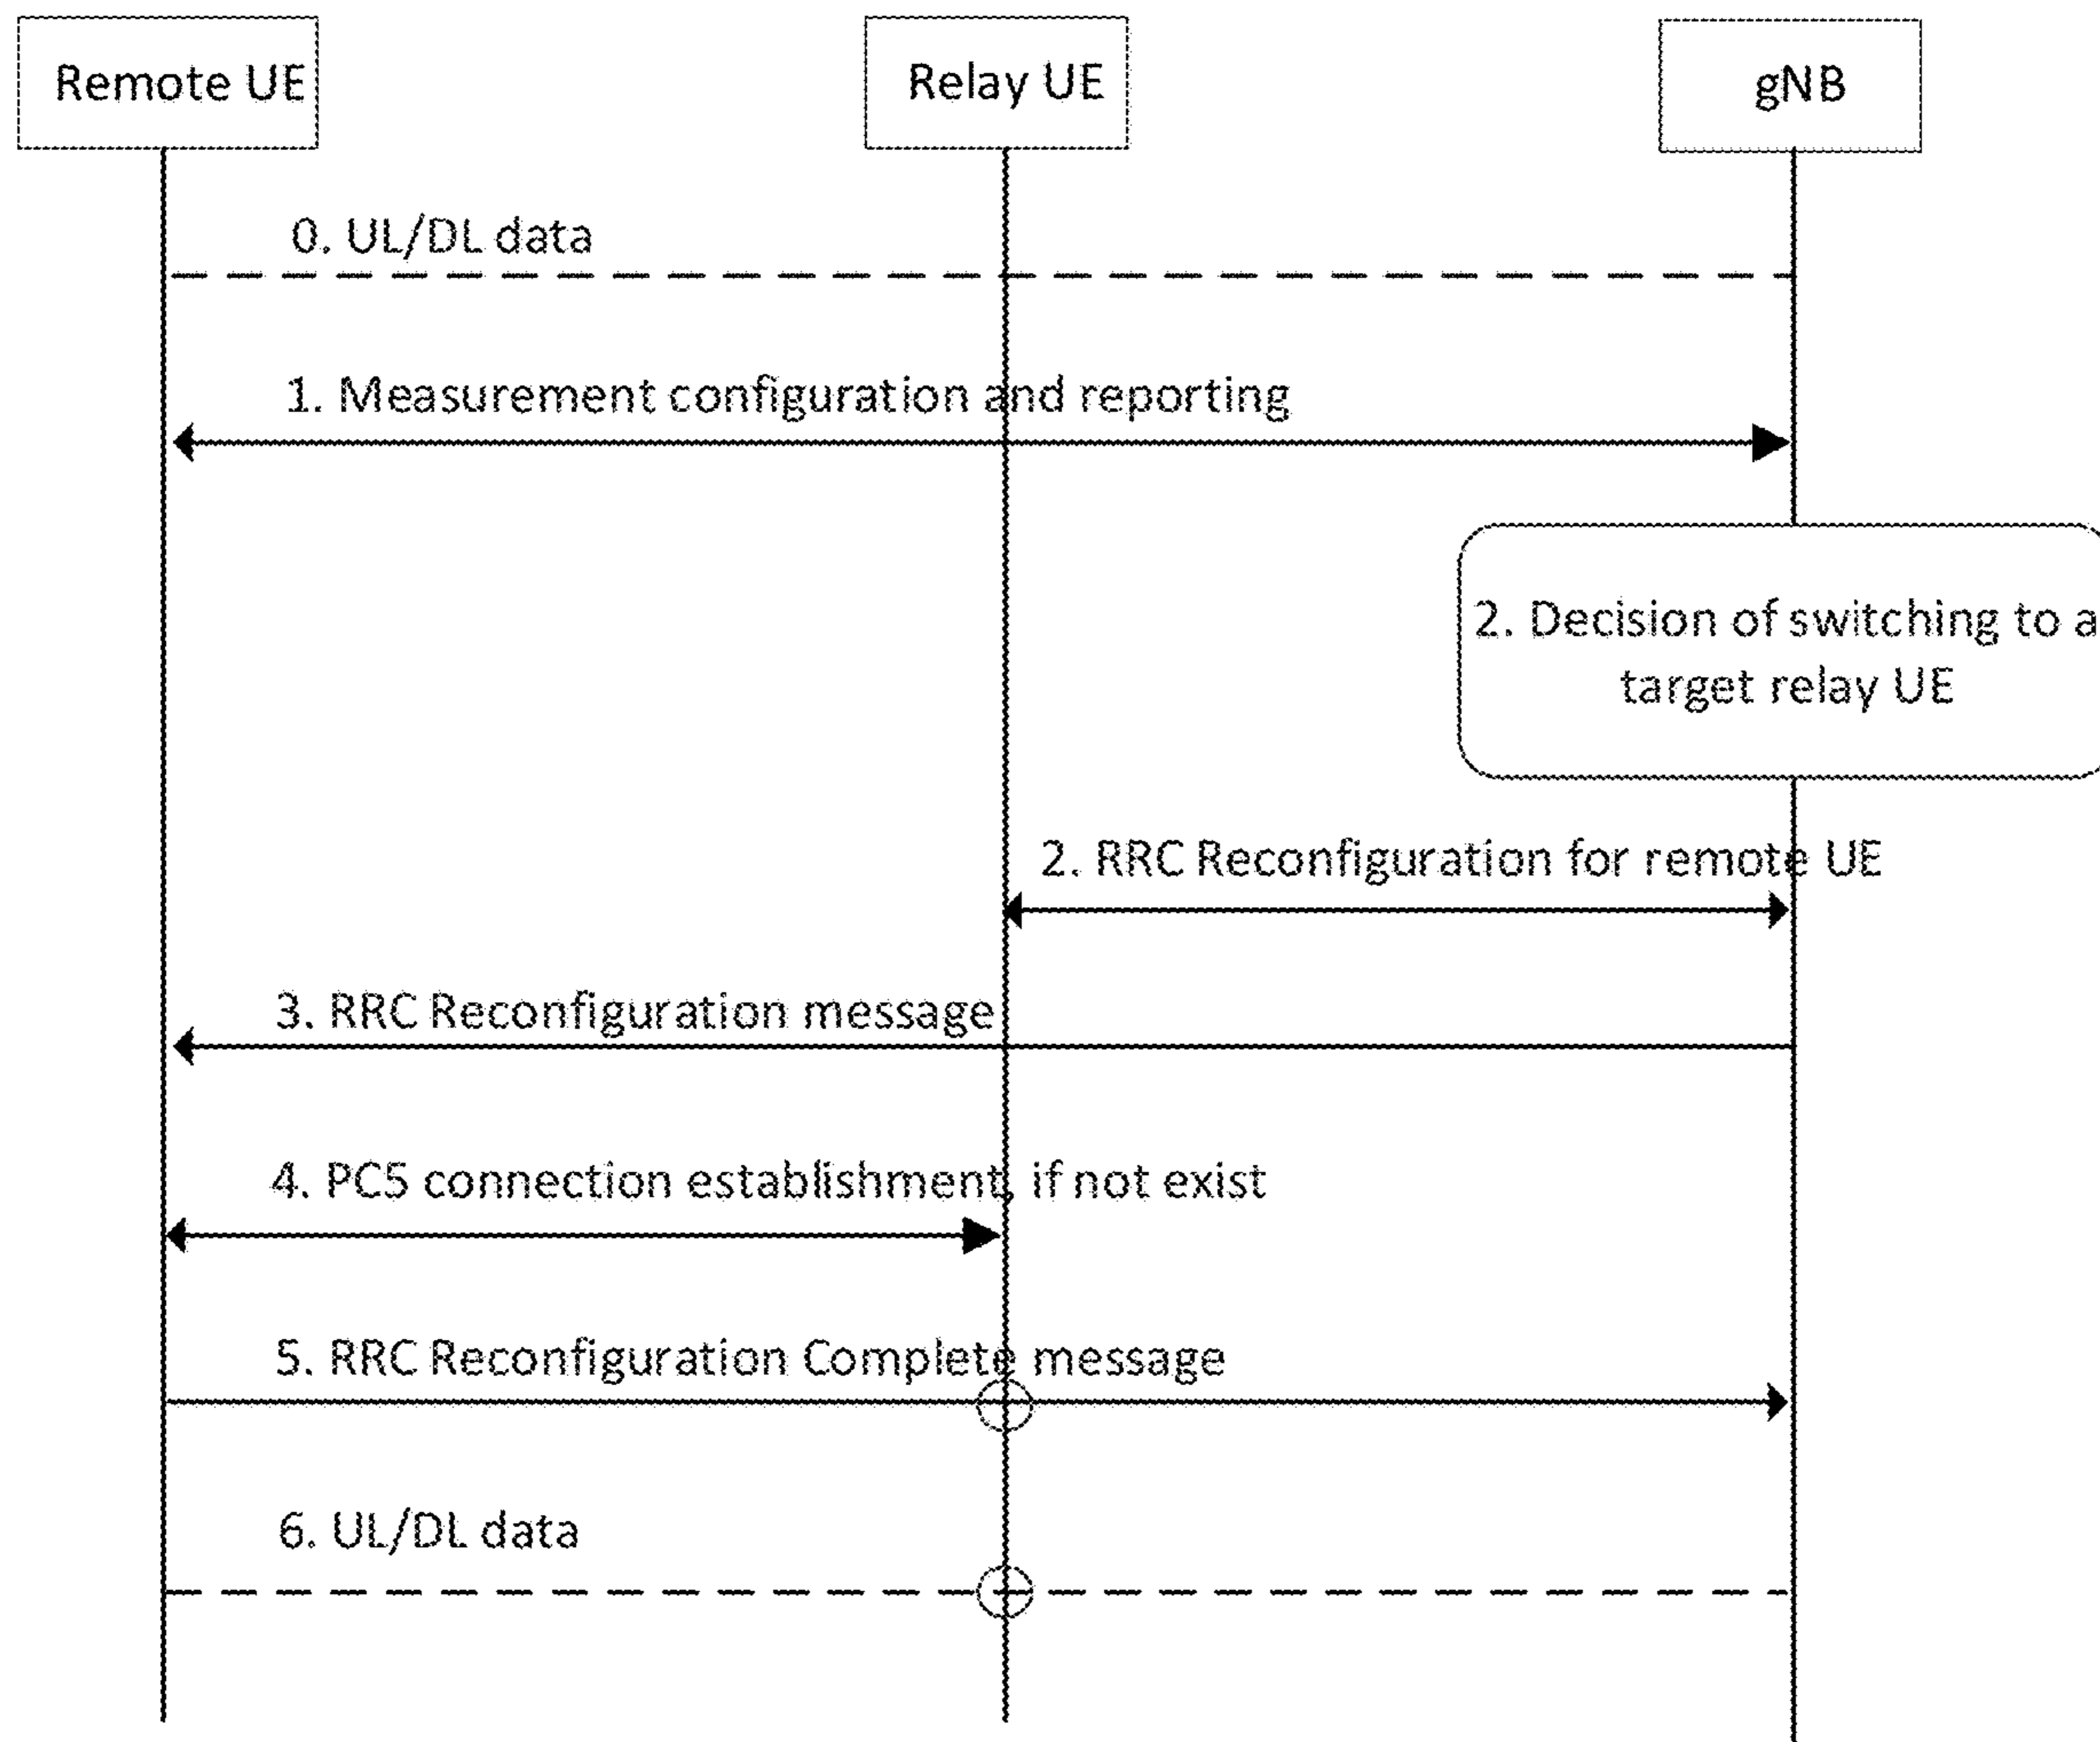 Remote UE
Relay UE
gNB
0. UL/DL data
1. Measurement configuration and reporting
2. Decision of switching to a
target relay UE
2. RRC Reconfiguration for remote UE
3. RRC Reconfiguration message
4. PC5 connection establishment, if not exist
5. RRC Reconfiguration Complete message
6. UL/DL data